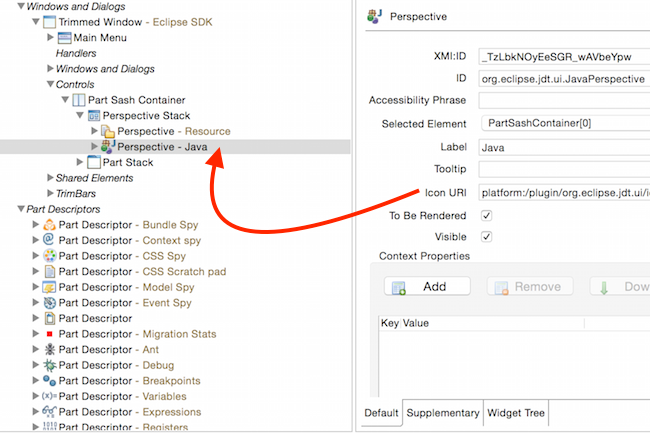 Windows and Dialogs
Trimmed Window - Eclipse SDK
Main Menu
Handlers
Windows and Dialogs
Controls
Part Sash Container
Perspective Stack
Perspective - Resource
Perspective - Java
Part Stack
Shared Elements
TrimBars
Part Descriptors
Part Descriptor - Bundle Spy
Part Descriptor - Context spy
Part Descriptor - CSS Spy
Part Descriptor - CSS Scratch pad
Part Descriptor - Model Spy
Part Descriptor - Event Spy
Part Descriptor
Part Descriptor - Migration Stats
Part Descriptor - Ant
Part Descriptor - Debug
Part Descriptor - Breakpoints
Part Descriptor - Variables
Part Descriptor - Expressions
Part Descriptor - Registers
Perspective
XMI:ID _TzLbkNOyEeSGR_wAVbeYpw
ID org.eclipse.jdt.ui.JavaPerspective
Accessibility Phrase
Selected Element PartSashContainer[0]
Label Java
Tooltip
Icon URI platform:/plugin/org.eclipse.jdt.ui/i
To Be Rendered
Visible
Context Properties
Add Remove Dow
Key Value
Default Supplementary Widget Tree